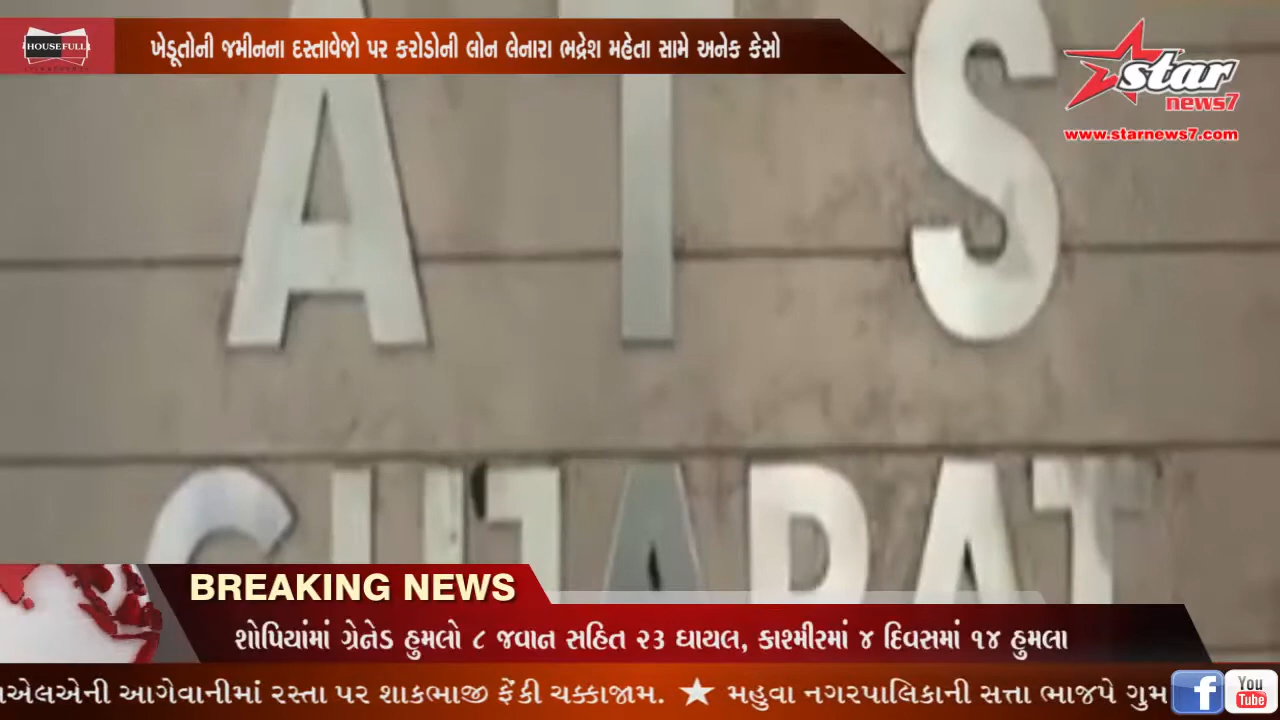 HOUSEFULL
ખેડૂતોની જમીનના દસ્તાવેજો પર કરોડોની લોન લેનારા ભદ્રેશ મહેતા સામે અનેક કેસો
star
news7
www.starnews7.com
ATS
GUJARAT
BREAKING NEWS
શોપિયાંમાં ગ્રેનેડ હુમલો ૮ જવાન સહિત ૨૩ ઘાયલ, કાશ્મીરમાં ૪ દિવસમાં ૧૪ હુમલા
એલએની આગેવાનીમાં રસ્તા પર શાકભાજી ફેંકી ચક્કાજામ. ★ મહુવા નગરપાલિકાની સત્તા ભાજપે ગુમ
f You Tube